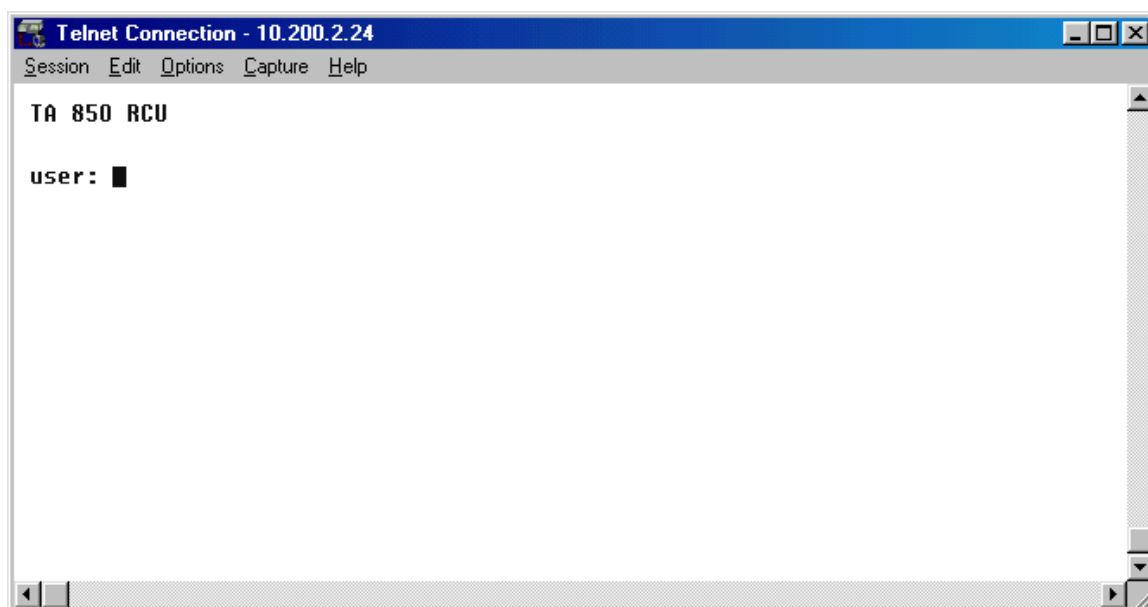 Telnet Connection - 10.200.2.24
Session Edit Options Capture Help
TA 850 RCU
user: